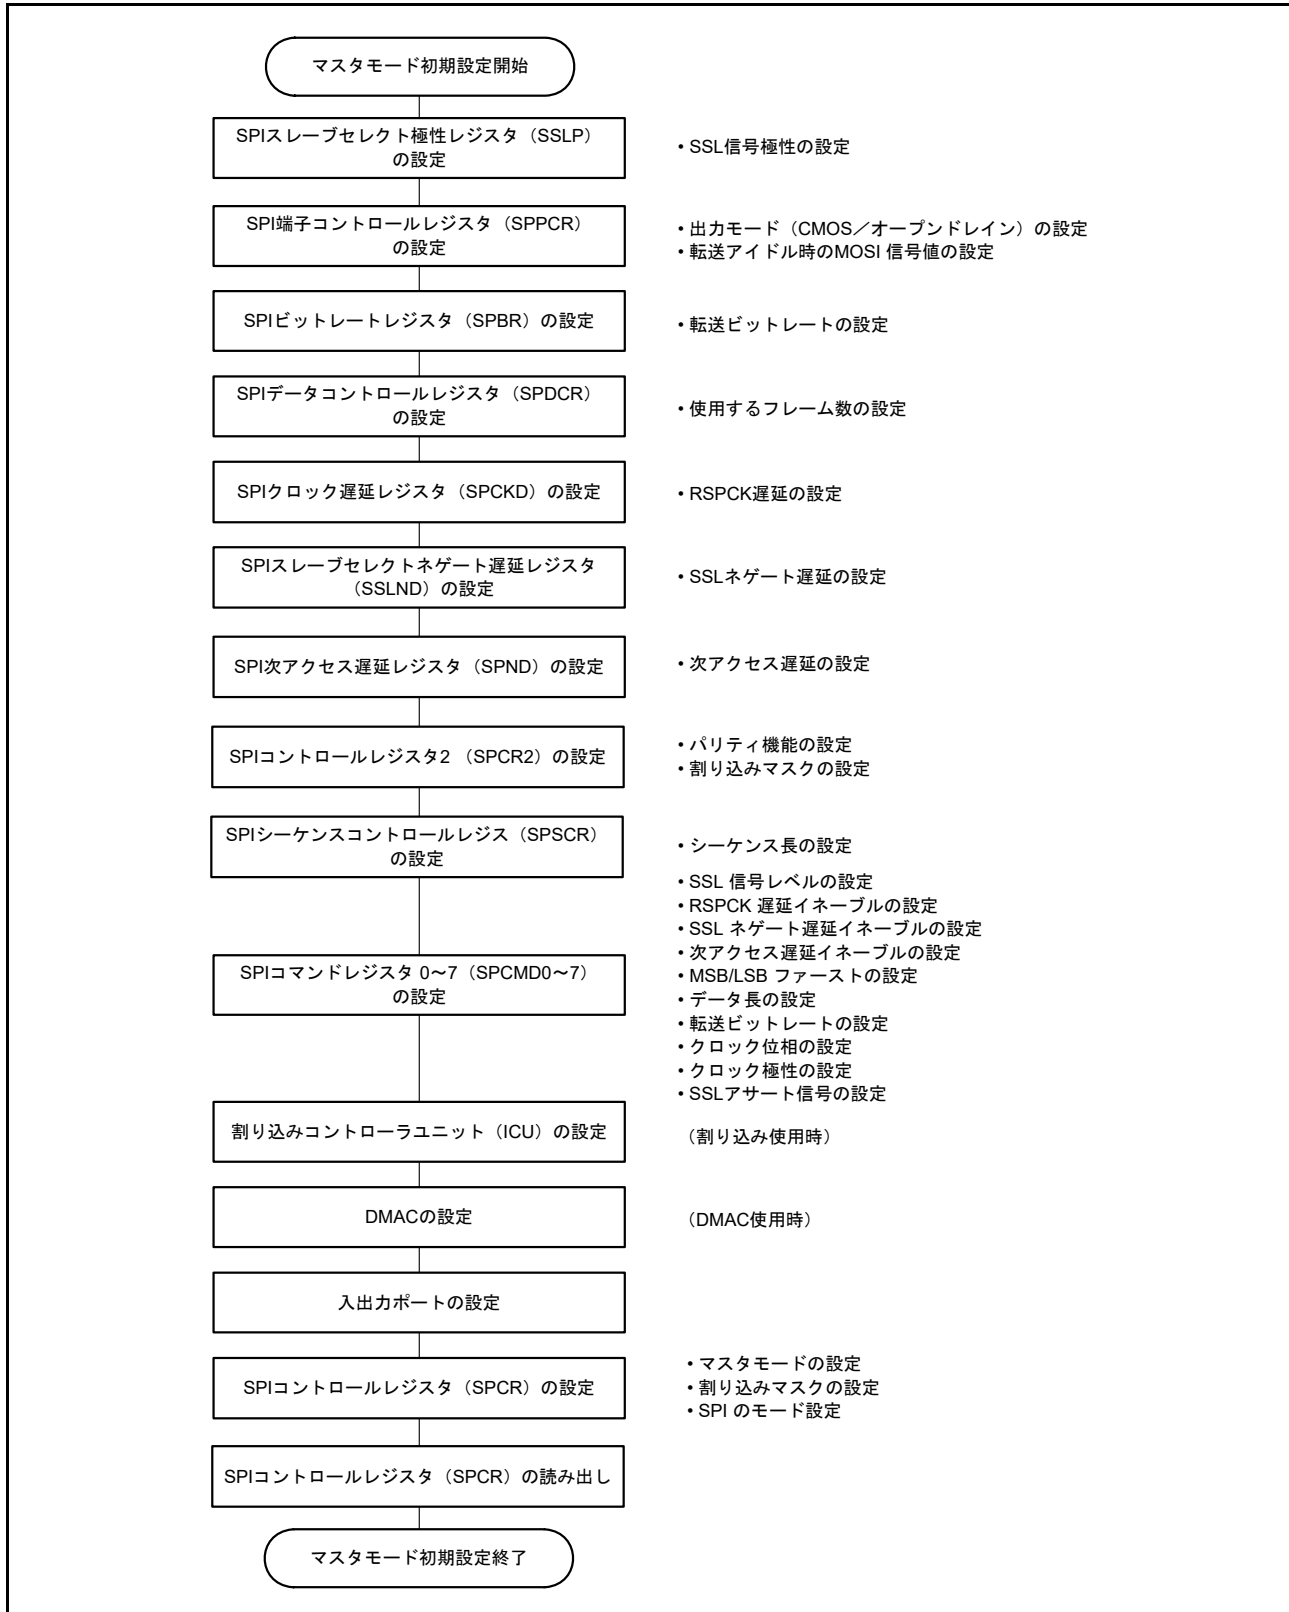 マスタモード初期設定開始
SPIスレーブセレクト極性レジスタ（SSLP）
の設定
• SSL信号極性の設定
SPI端子コントロールレジスタ（SPPCR）
の設定
• 出力モード（CMOS／オープンドレイン）の設定
• 転送アイドル時のMOSI 信号値の設定
SPIビットレートレジスタ（SPBR）の設定
• 転送ビットレートの設定
SPIデータコントロールレジスタ（SPDCR）
の設定
• 使用するフレーム数の設定
SPIクロック遅延レジスタ（SPCKD）の設定
• RSPCK遅延の設定
SPIスレーブセレクトネゲート遅延レジスタ
（SSLND）の設定
• SSLネゲート遅延の設定
SPI次アクセス遅延レジスタ（SPND）の設定
• 次アクセス遅延の設定
SPIコントロールレジスタ2 （SPCR2）の設定
• パリティ機能の設定
• 割り込みマスクの設定
SPIシーケンスコントロールレジス（SPSCR）
の設定
• シーケンス長の設定
SPIコマンドレジスタ 0～7（SPCMD0～7）
の設定
• SSL 信号レベルの設定
• RSPCK 遅延イネーブルの設定
• SSL ネゲート遅延イネーブルの設定
• 次アクセス遅延イネーブルの設定
• MSB/LSB ファーストの設定
• データ長の設定
• 転送ビットレートの設定
• クロック位相の設定
• クロック極性の設定
• SSLアサート信号の設定
割り込みコントローラユニット（ICU）の設定
（割り込み使用時）
DMACの設定
（DMAC使用時）
入出力ポートの設定
SPIコントロールレジスタ（SPCR）の設定
• マスタモードの設定
• 割り込みマスクの設定
• SPI のモード設定
SPIコントロールレジスタ（SPCR）の読み出し
マスタモード初期設定終了